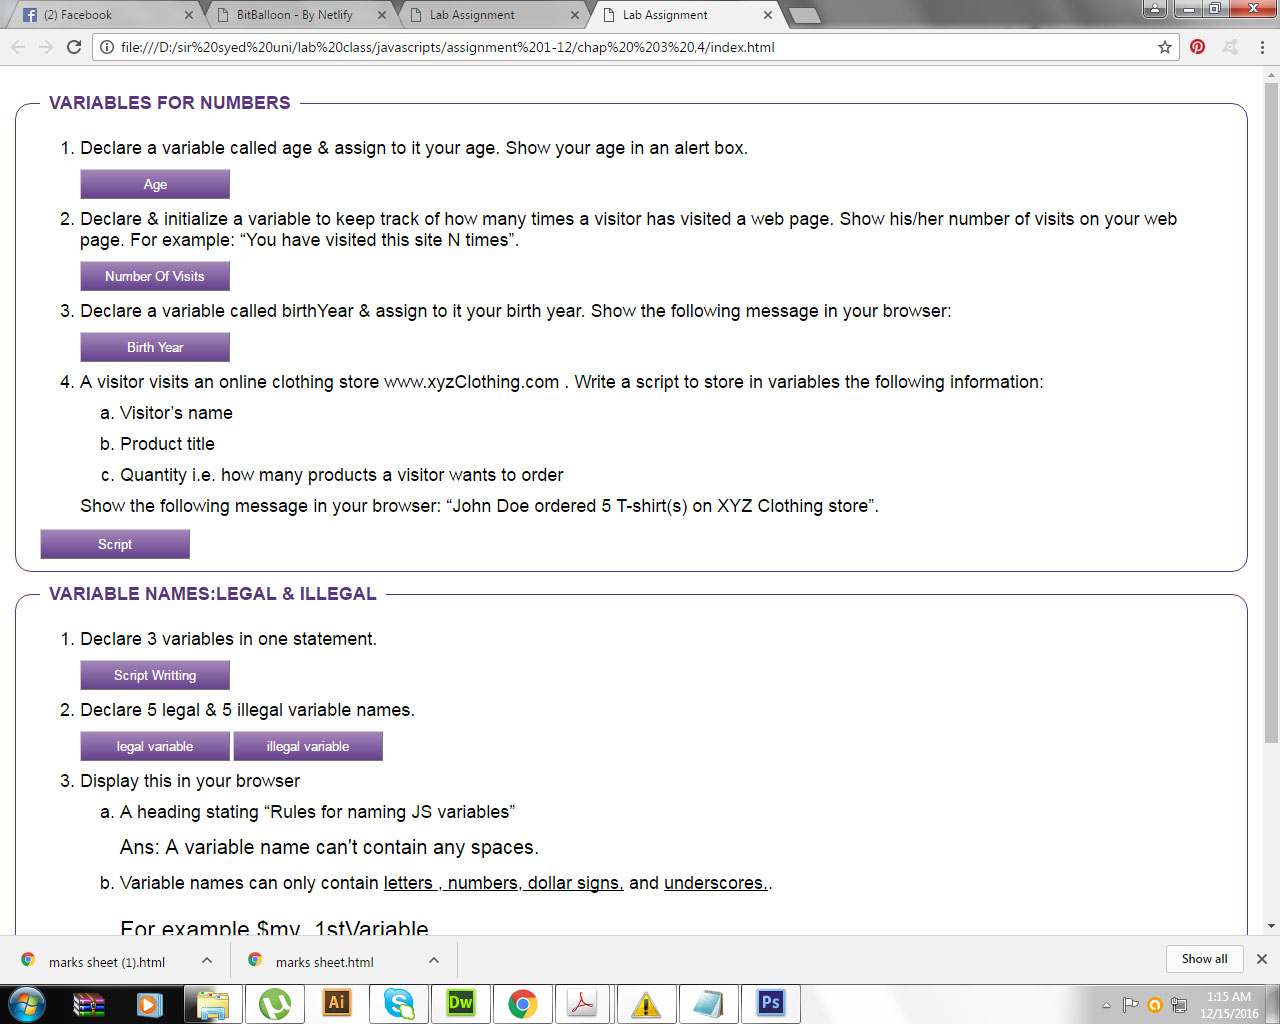 (2) Facebook
BitBalloon - By Netlify
Lab Assignment
Lab Assignment
file:///D:/sir%20syed%20uni/lab%20class/javascripts/assignment%201-12/chap%20%203%20,4/index.html
VARIABLES FOR NUMBERS
1. Declare a variable called age & assign to it your age. Show your age in an alert box.
Age
2. Declare & initialize a variable to keep track of how many times a visitor has visited a web page. Show his/her number of visits on your web
page. For example: “You have visited this site N times”.
Number Of Visits
3. Declare a variable called birthYear & assign to it your birth year. Show the following message in your browser:
Birth Year
4. A visitor visits an online clothing store www.xyzClothing.com . Write a script to store in variables the following information:
a. Visitor’s name
b. Product title
c. Quantity i.e. how many products a visitor wants to order
Show the following message in your browser: “John Doe ordered 5 T-shirt(s) on XYZ Clothing store”.
Script
VARIABLE NAMES:LEGAL & ILLEGAL
1. Declare 3 variables in one statement.
Script Writting
2. Declare 5 legal & 5 illegal variable names.
legal variable
illegal variable
3. Display this in your browser
a. A heading stating “Rules for naming JS variables”
Ans: A variable name can't contain any spaces.
b. Variable names can only contain letters , numbers, dollar signs, and underscores..
For example $my_1stVariable
marks sheet (1).html
marks sheet.html
Show all
Ai
Dw
Ps
1:15 AM
12/15/2016